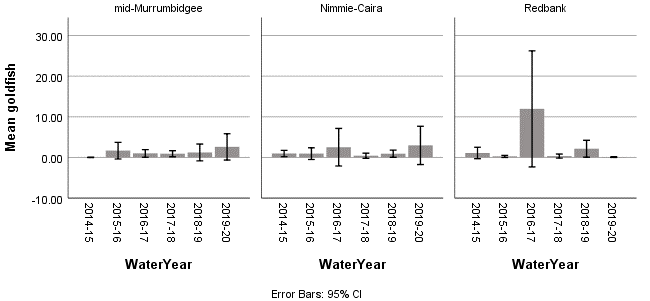 mid-Murrumbidgee Nimmie-Caira Redbank
Mean goldfish
30.00
20.00
10.00
0.00
-10.00
2014-15 2015-16 2016-17 2017-18 2018-19 2019-20 2014-15 2015-16 2016-17 2017-18 2018-19 2019-20 2014-15 2015-16 2016-17 2017-18 2018-19 2019-20
WaterYear WaterYear WaterYear
Error Bars: 95% CI